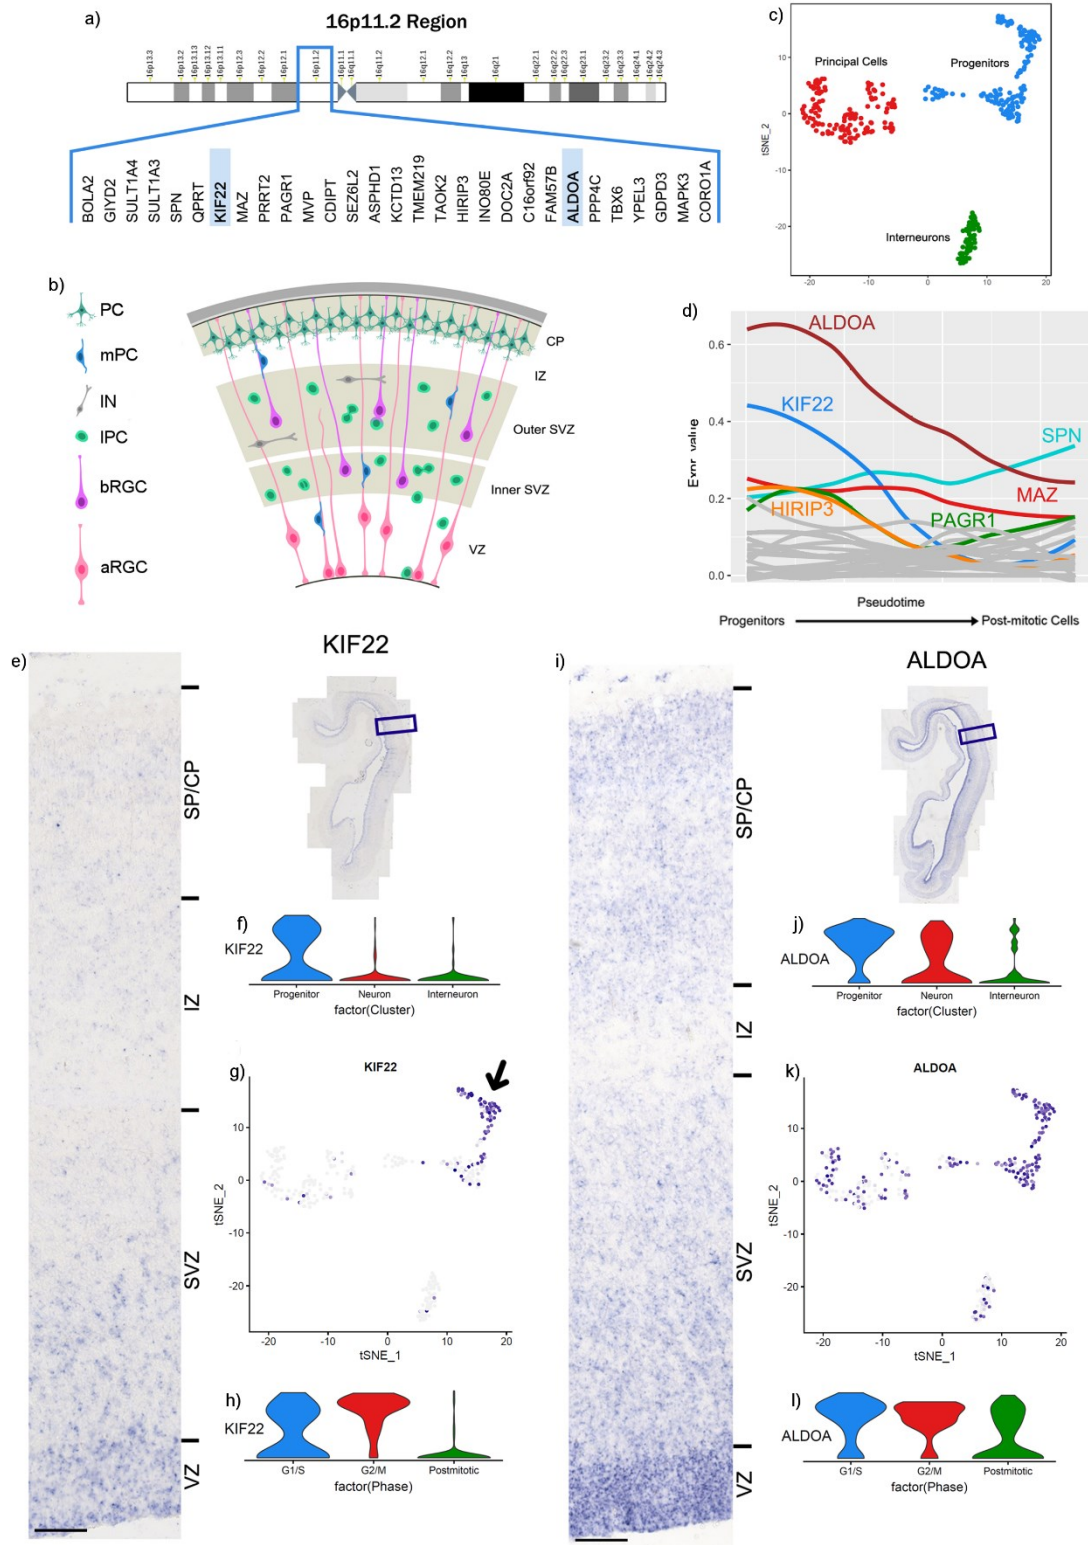 a)
16p11.2 Region
16p13.3
16p13.2
16p13.13
16p13.12
16p13.11
16p12.3
16p12.2
16p12.1
16p11.2
16p11.1
16q11.1
16q11.2
16q12.1
16q12.2
16q13
16q21
16q22.1
16q22.2
16q22.3
16q23.1
16q23.2
16q23.3
16q24.1
16q24.2
16q24.3
BOLA2
GIYD2
SULT1A4
SULT1A3
SPN
QPRT
KIF22
MAZ
PRRT2
PAGR1
MVP
CDIPT
SEZ6L2
ASPHD1
KCTD13
TMEM219
TAOK2
HIRIP3
INO80E
DOC2A
C16orf92
FAM57B
ALDOA
PPP4C
TBX6
YPEL3
GDPD3
MAPK3
CORO1A
b)
PC
mPC
IN
IPC
bRGC
aRGC
CP
IZ
Outer SVZ
Inner SVZ
VZ
c)
Principal Cells
Progenitors
Interneurons
tSNE_2
10
0
-10
-20
-20 -10 0 10 20
d)
ALDOA
KIF22
SPN
MAZ
HIRIP3
PAGR1
Expr_value
0.6
0.4
0.2
0.0
Pseudotime
Progenitors Post-mitotic Cells
e)
KIF22
SP/CP
IZ
SVZ
VZ
f)
KIF22
Progenitor Neuron Interneuron
factor(Cluster)
g)
KIF22
tSNE_2
10
0
-10
-20
-20 -10 0 10 20
tSNE_1
h)
KIF22
G1/S G2/M Postmitotic
factor(Phase)
i)
ALDOA
SP/CP
IZ
SVZ
VZ
j)
ALDOA
Progenitor Neuron Interneuron
factor(Cluster)
k)
ALDOA
tSNE_2
10
0
-10
-20
-20 -10 0 10 20
tSNE_1
l)
ALDOA
G1/S G2/M Postmitotic
factor(Phase)